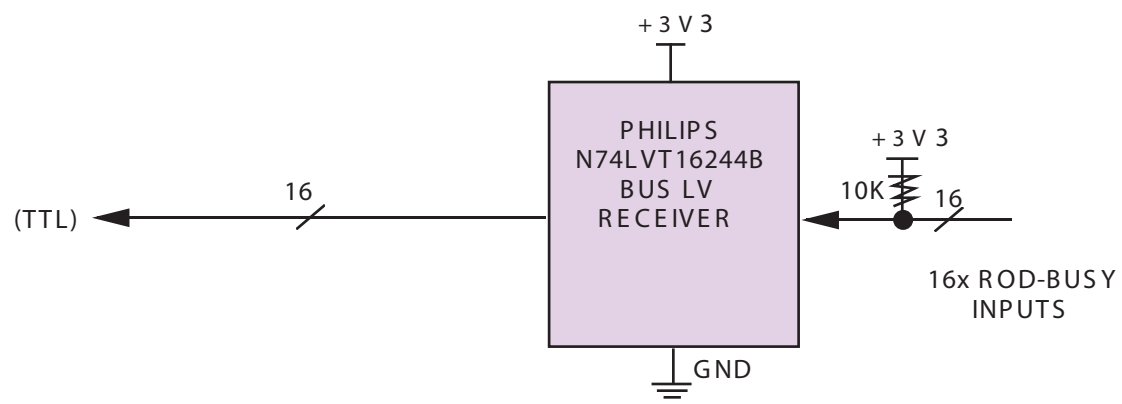 +3V3
PHILIPS
N74LVT16244B
BUS LV
RECEIVER
+3V3
10K
16
16
(TTL)
16x ROD-BUSY
INPUTS
GND